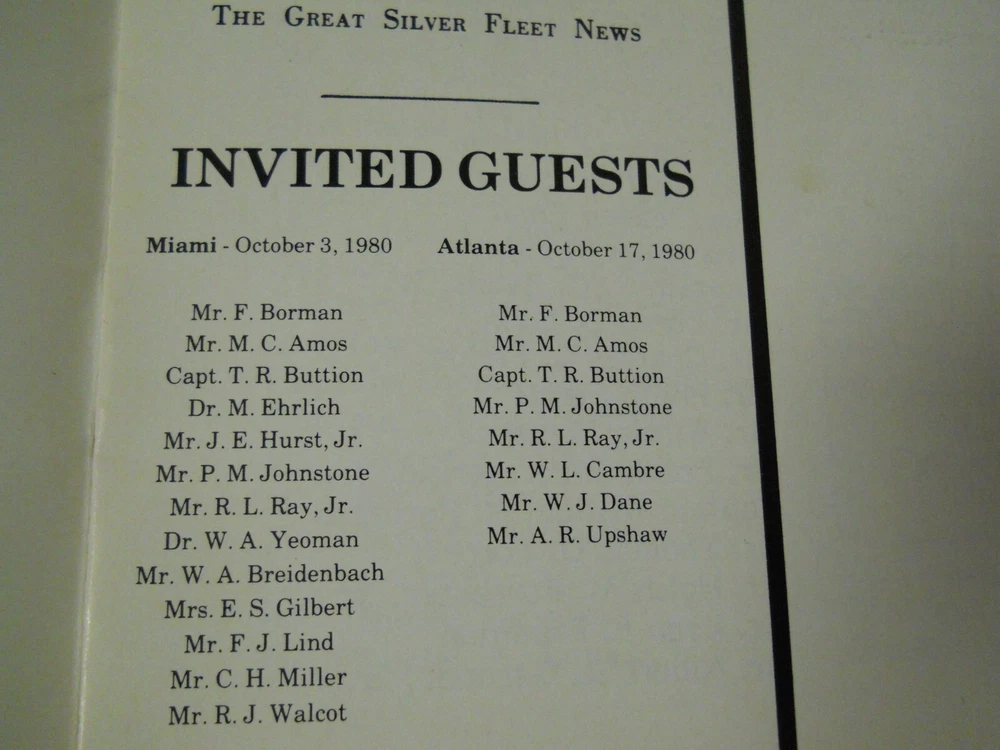 THE GREAT SILVER FLEET NEWS
INVITED GUESTS
Miami - October 3, 1980
Mr. F. Borman
Mr. M. C. Amos
Capt. T. R. Buttion
Dr. M. Ehrlich
Mr. J. E. Hurst, Jr.
Mr. P. M. Johnstone
Mr. R. L. Ray, Jr.
Dr. W. A. Yeoman
Mr. W. A. Breidenbach
Mrs. E. S. Gilbert
Mr. F. J. Lind
Mr. C. H. Miller
Mr. R. J. Walcot
Atlanta - October 17, 1980
Mr. F. Borman
Mr. M. C. Amos
Capt. T. R. Buttion
Mr. P. M. Johnstone
Mr. R. L. Ray, Jr.
Mr. W. L. Cambre
Mr. W. J. Dane
Mr. A. R. Upshaw